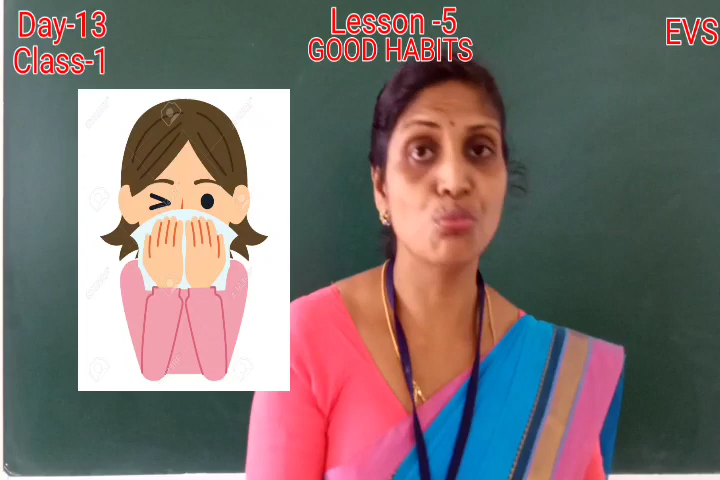 Day-13
Class-1
Lesson -5
GOOD HABITS
EVS